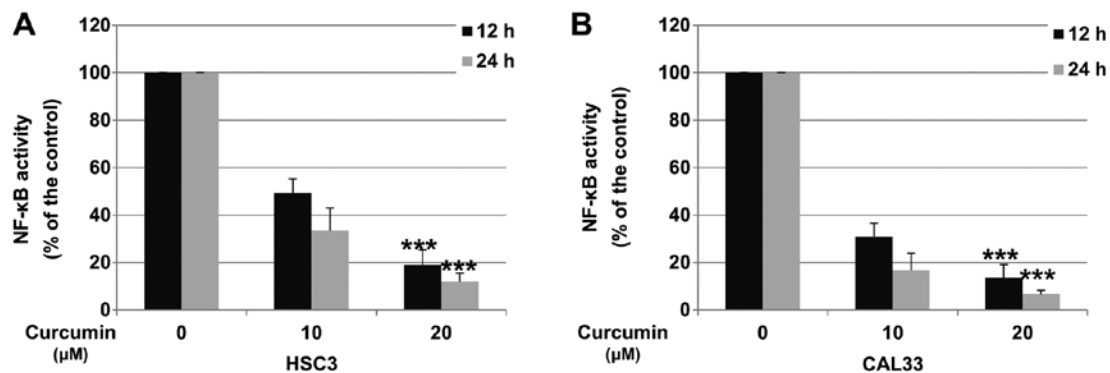 A
NF-κB activity
(% of the control)
120
100
80
60
40
20
0
12 h
24 h
***
***
Curcumin
(µM)
0 10 20
HSC3
B
NF-κB activity
(% of the control)
120
100
80
60
40
20
0
12 h
24 h
***
***
Curcumin
(µM)
0 10 20
CAL33